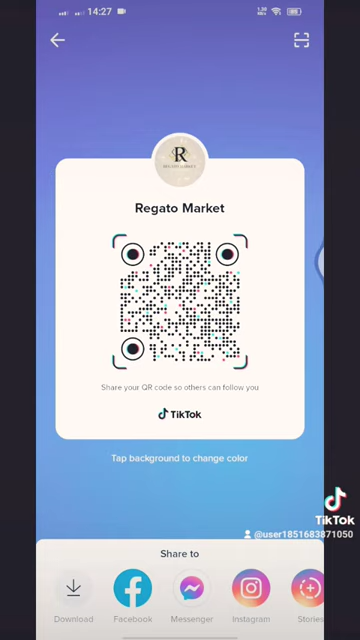 14:27
R
Regato Market
Share your QR code so others can follow you
TikTok
Tap background to change color
TikTok
@user1851683871050
Share to
Download
Facebook
Messenger
Instagram
Stories